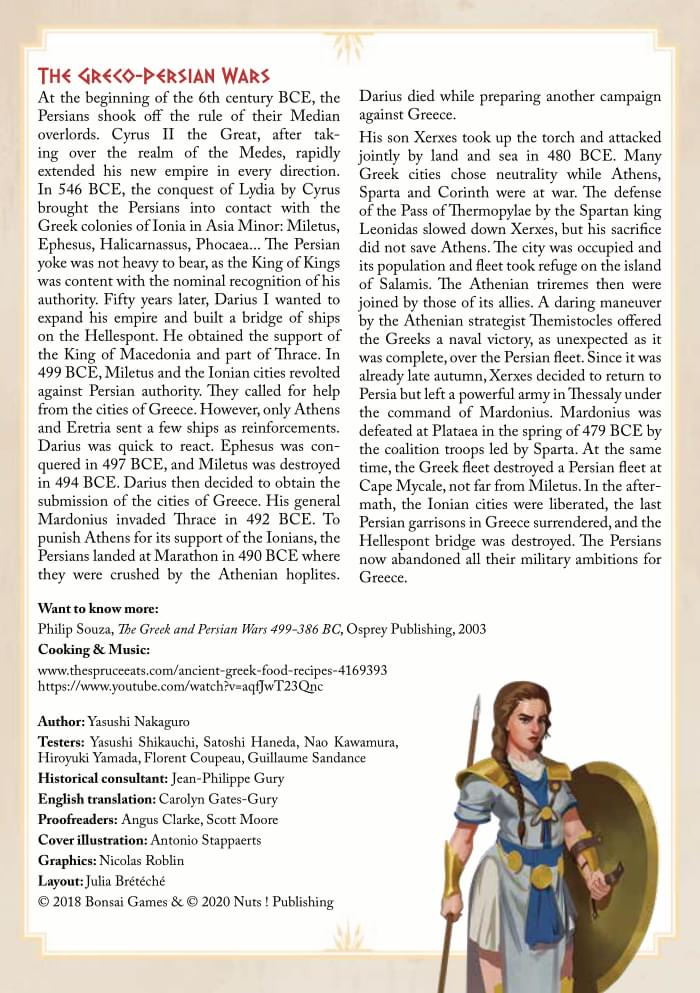 The Greco-Persian Wars
At the beginning of the 6th century BCE, the
Persians shook off the rule of their Median
overlords. Cyrus II the Great, after tak-
ing over the realm of the Medes, rapidly
extended his new empire in every direction.
In 546 BCE, the conquest of Lydia by Cyrus
brought the Persians into contact with the
Greek colonies of Ionia in Asia Minor: Miletus,
Ephesus, Halicarnassus, Phocaea... The Persian
yoke was not heavy to bear, as the King of Kings
was content with the nominal recognition of his
authority. Fifty years later, Darius I wanted to
expand his empire and built a bridge of ships
on the Hellespont. He obtained the support of
the King of Macedonia and part of Thrace. In
499 BCE, Miletus and the Ionian cities revolted
against Persian authority. They called for help
from the cities of Greece. However, only Athens
and Eretria sent a few ships as reinforcements.
Darius was quick to react. Ephesus was con-
quered in 497 BCE, and Miletus was destroyed
in 494 BCE. Darius then decided to obtain the
submission of the cities of Greece. His general
Mardonius invaded Thrace in 492 BCE. To
punish Athens for its support of the Ionians, the
Persians landed at Marathon in 490 BCE where
they were crushed by the Athenian hoplites.
Darius died while preparing another campaign
against Greece.
His son Xerxes took up the torch and attacked
jointly by land and sea in 480 BCE. Many
Greek cities chose neutrality while Athens,
Sparta and Corinth were at war. The defense
of the Pass of Thermopylae by the Spartan king
Leonidas slowed down Xerxes, but his sacrifice
did not save Athens. The city was occupied and
its population and fleet took refuge on the island
of Salamis. The Athenian triremes then were
joined by those of its allies. A daring maneuver
by the Athenian strategist Themistocles offered
the Greeks a naval victory, as unexpected as it
was complete, over the Persian fleet. Since it was
already late autumn, Xerxes decided to return to
Persia but left a powerful army in Thessaly under
the command of Mardonius. Mardonius was
defeated at Plataea in the spring of 479 BCE by
the coalition troops led by Sparta. At the same
time, the Greek fleet destroyed a Persian fleet at
Cape Mycale, not far from Miletus. In the after-
math, the Ionian cities were liberated, the last
Persian garrisons in Greece surrendered, and the
Hellespont bridge was destroyed. The Persians
now abandoned all their military ambitions for
Greece.
Want to know more:
Philip Souza, The Greek and Persian Wars 499-386 BC, Osprey Publishing, 2003
Cooking & Music:
www.thespruceeats.com/ancient-greek-food-recipes-4169393
https://www.youtube.com/watch?v=aqfJwT23Qnc
Author: Yasushi Nakaguro
Testers: Yasushi Shikauchi, Satoshi Haneda, Nao Kawamura,
Hiroyuki Yamada, Florent Coupeau, Guillaume Sandance
Historical consultant: Jean-Philippe Gury
English translation: Carolyn Gates-Gury
Proofreaders: Angus Clarke, Scott Moore
Cover illustration: Antonio Stappaerts
Graphics: Nicolas Roblin
Layout: Julia Brétéché
© 2018 Bonsai Games & © 2020 Nuts ! Publishing